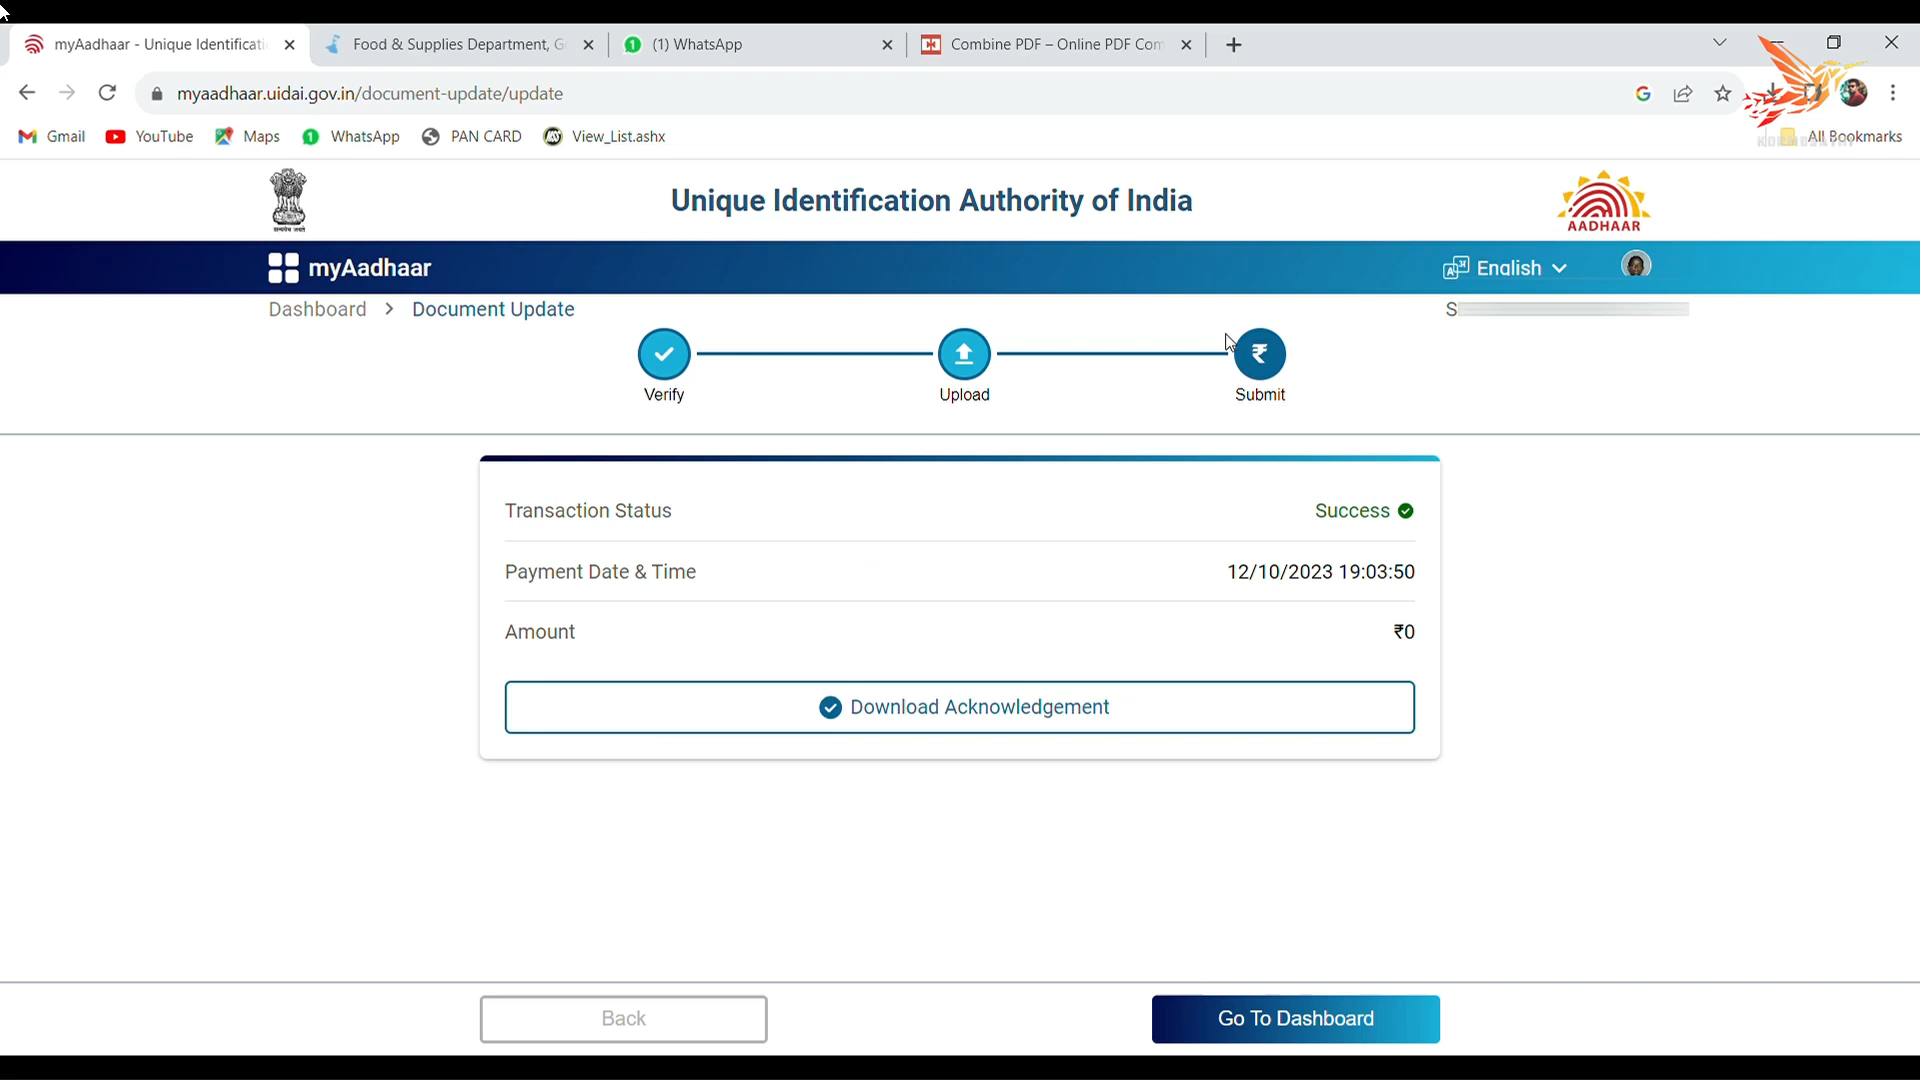 myAadhaar - Unique Identificati
Food & Supplies Department, G
(1) WhatsApp
Combine PDF – Online PDF Com
myaadhaar.uidai.gov.in/document-update/update
Gmail
YouTube
Maps
WhatsApp
PAN CARD
View_List.ashx
All Bookmarks
सत्यमेव जयते
Unique Identification Authority of India
AADHAAR
myAadhaar
English
Dashboard > Document Update
S
Verify
Upload
Submit
Transaction Status
Success
Payment Date & Time
12/10/2023 19:03:50
Amount
₹0
Download Acknowledgement
Back
Go To Dashboard